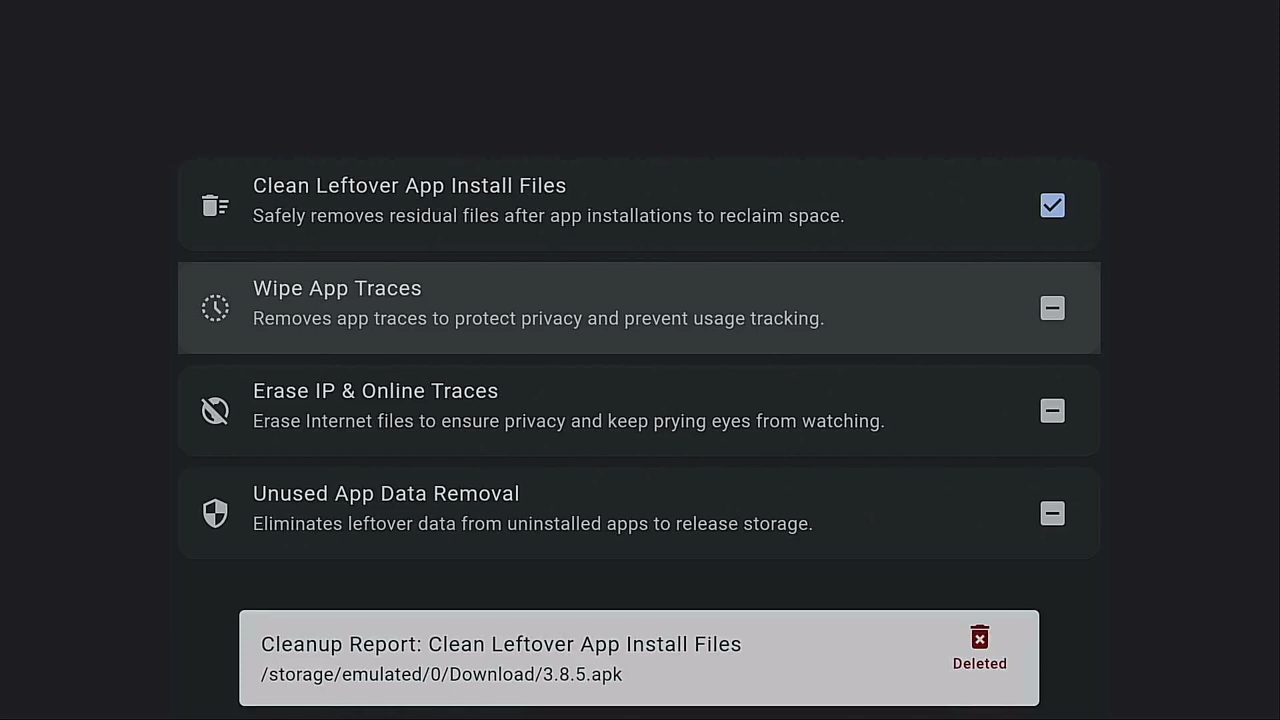 Clean Leftover App Install Files
Safely removes residual files after app installations to reclaim space.
Wipe App Traces
Removes app traces to protect privacy and prevent usage tracking.
Erase IP & Online Traces
Erase Internet files to ensure privacy and keep prying eyes from watching.
Unused App Data Removal
Eliminates leftover data from uninstalled apps to release storage.
Cleanup Report: Clean Leftover App Install Files
/storage/emulated/0/Download/3.8.5.apk
Deleted